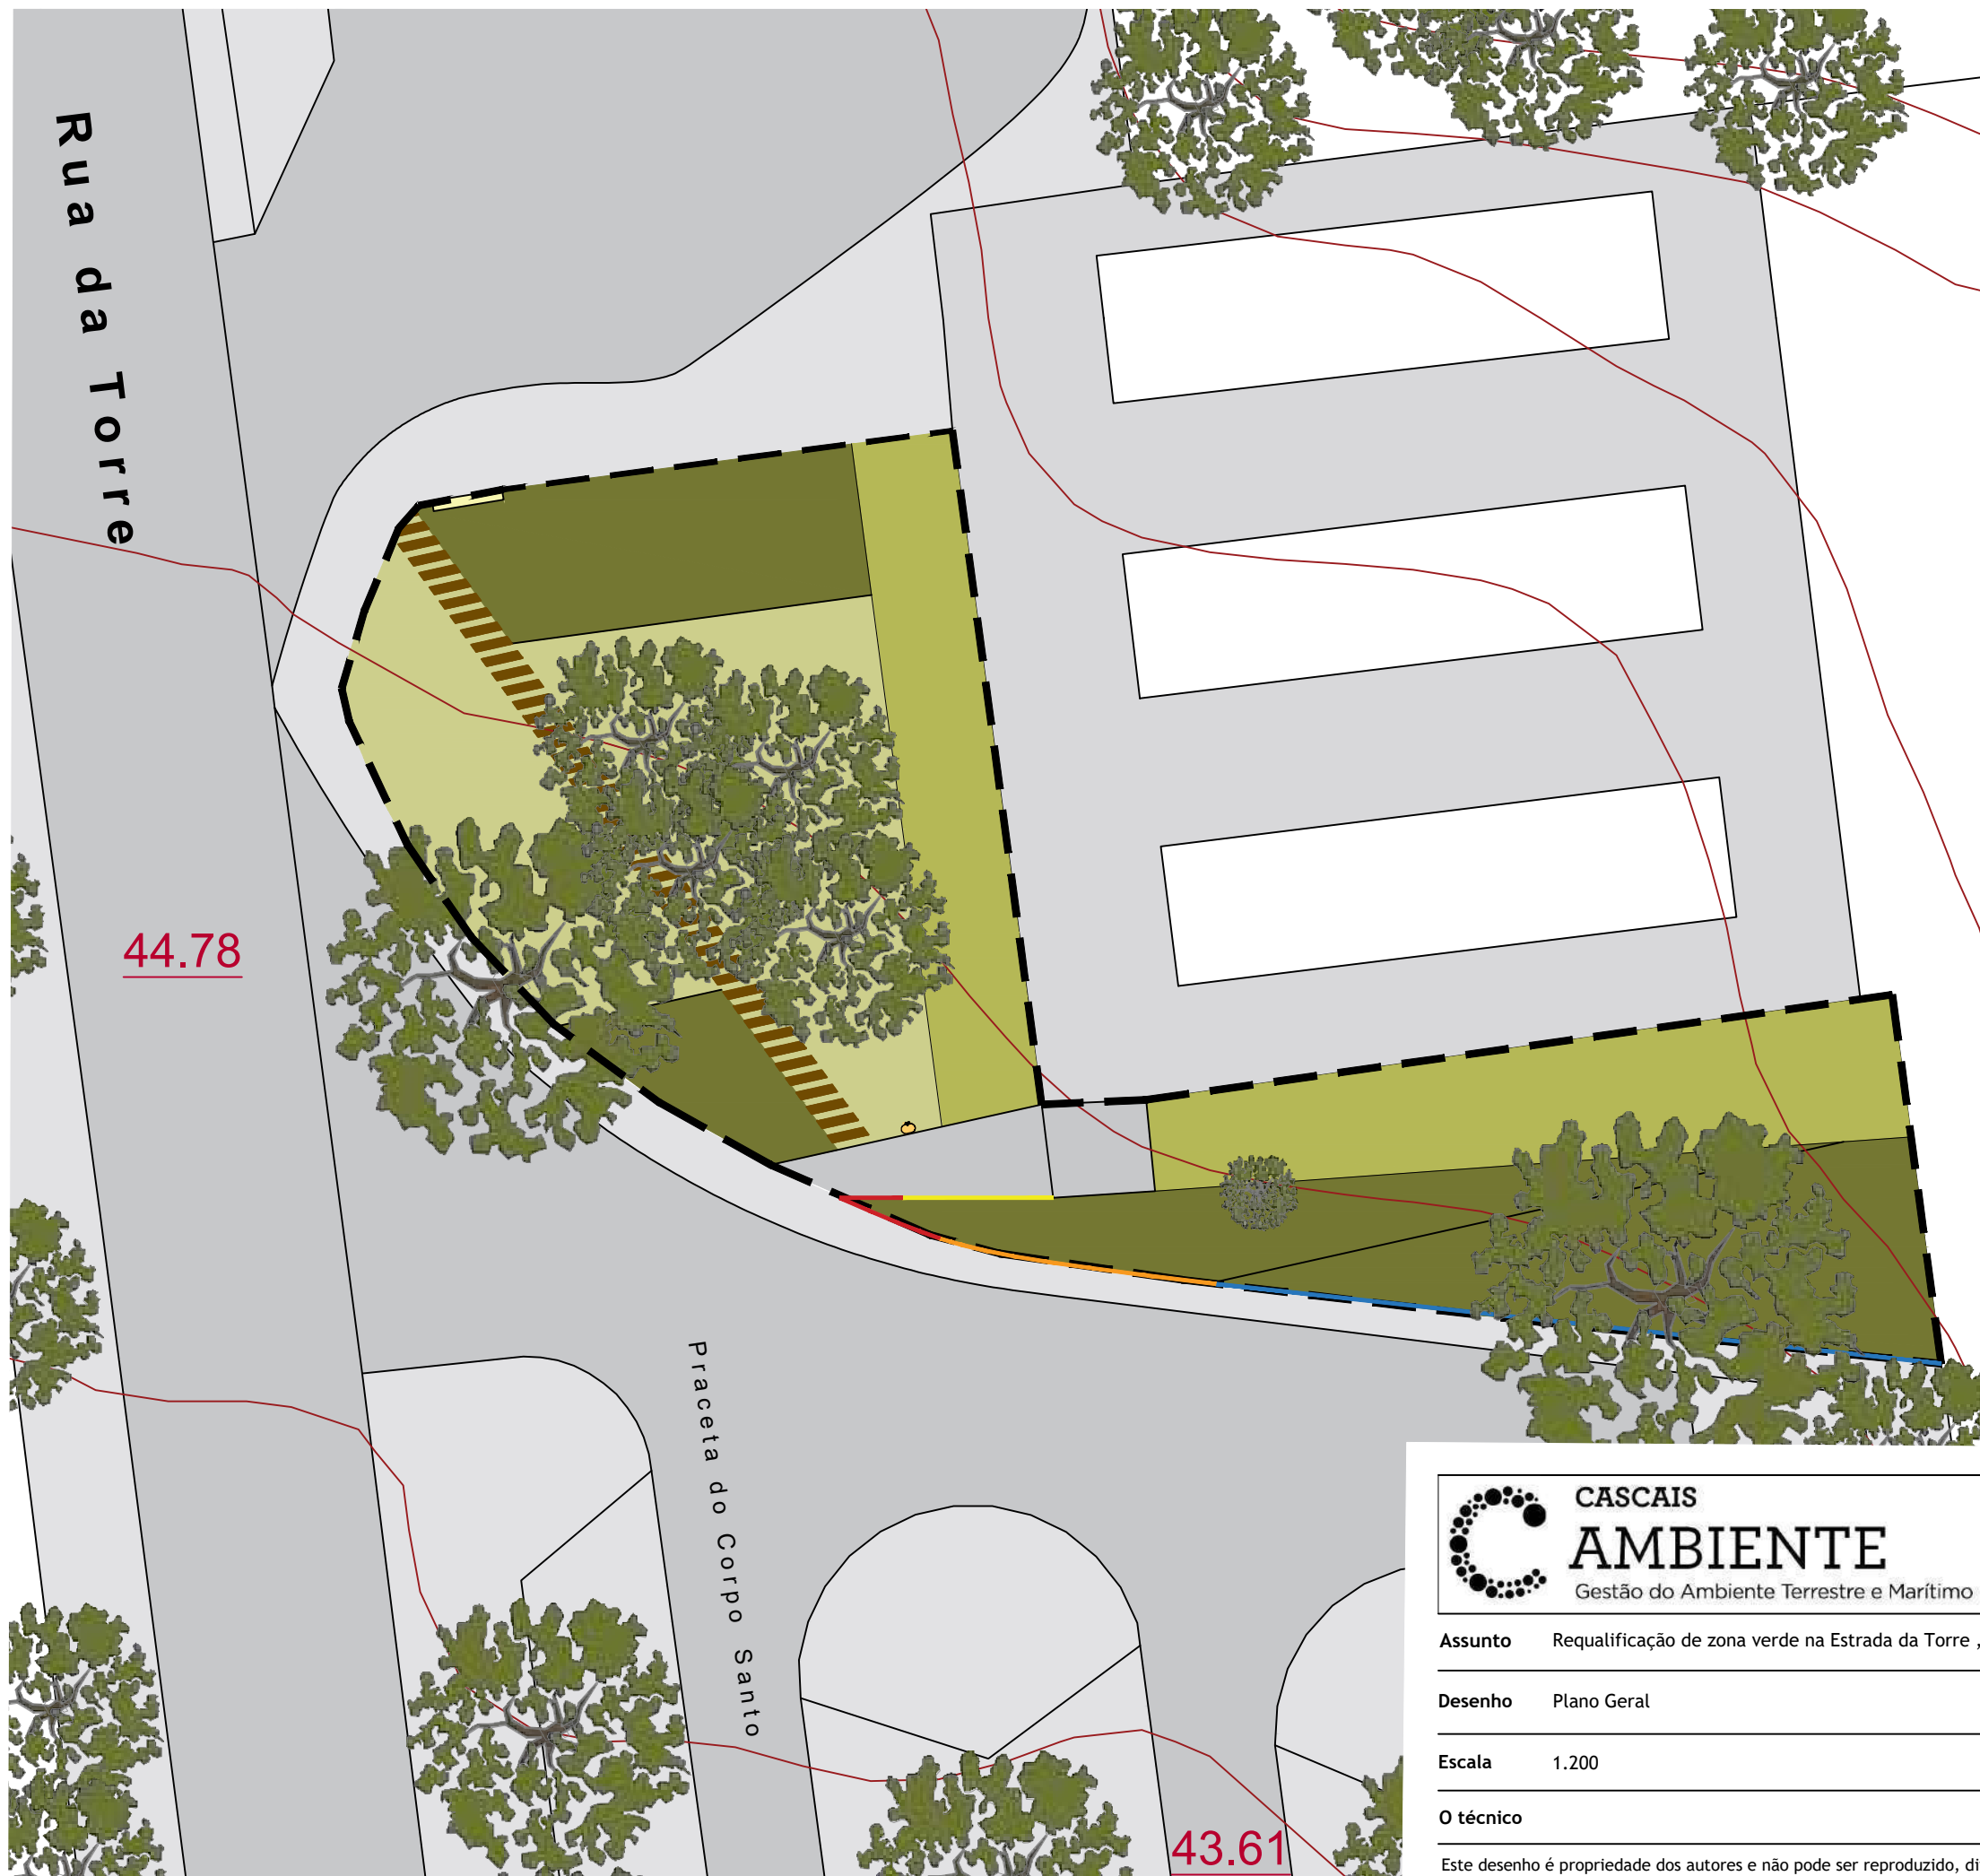 Rua da Torre
44.78
Praceta do Corpo Santo
43.61
CASCAIS
AMBIENTE
Gestão do Ambiente Terrestre e Marítimo
Assunto Requalificação de zona verde na Estrada da Torre ,
Desenho Plano Geral
Escala 1.200
O técnico
Este desenho é propriedade dos autores e não pode ser reproduzido, di